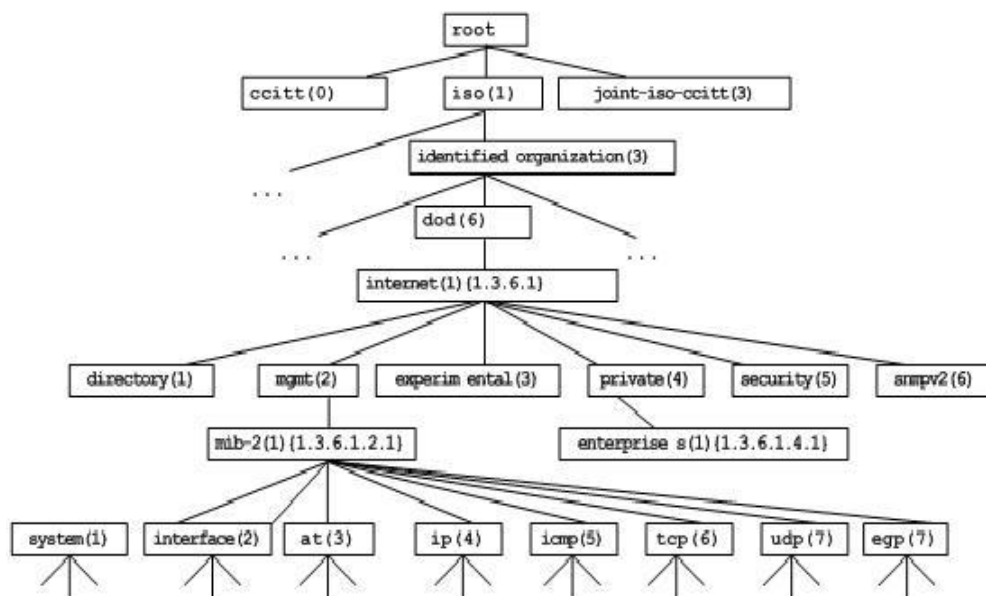 root
ccitt(0)
iso(1)
joint-iso-ccitt(3)
identified organization(3)
...
dod(6)
...
...
internet(1){1.3.6.1}
directory(1)
mgmt(2)
experim ental(3)
private(4)
security(5)
snmpv2(6)
mib-2(1){1.3.6.1.2.1}
enterprise s(1){1.3.6.1.4.1}
system(1)
interface(2)
at(3)
ip(4)
icmp(5)
tcp(6)
udp(7)
egp(7)